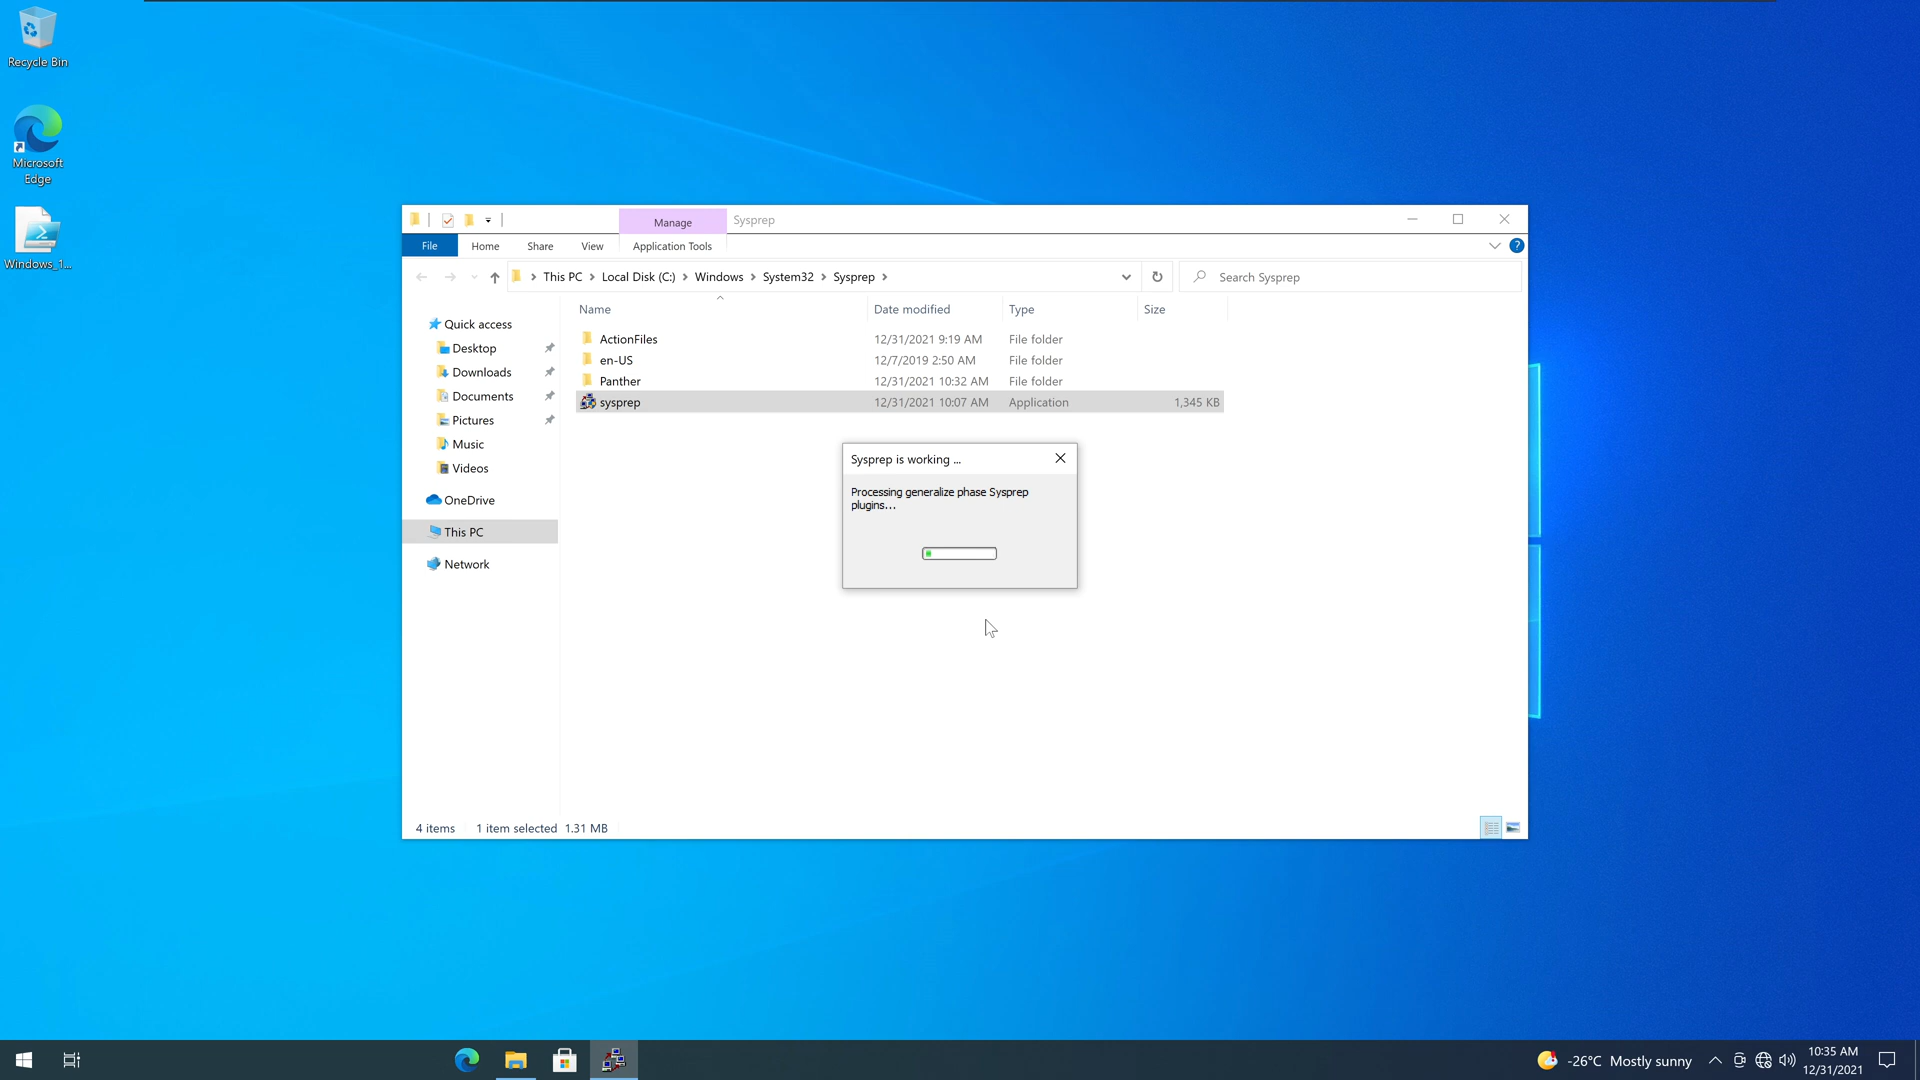 Recycle Bin
Microsoft
Edge
Windows_1...
Manage
Sysprep
File
Home
Share
View
Application Tools
?
This PC
Local Disk (C:)
Windows
System32
Sysprep
Search Sysprep
Name
Date modified
Type
Size
Quick access
Desktop
Downloads
Documents
Pictures
Music
Videos
OneDrive
This PC
Network
ActionFiles 12/31/2021 9:19 AM File folder
en-US 12/7/2019 2:50 AM File folder
Panther 12/31/2021 10:32 AM File folder
sysprep 12/31/2021 10:07 AM Application 1,345 KB
Sysprep is working ...
Processing generalize phase Sysprep
plugins...
4 items 1 item selected 1.31 MB
-26°C Mostly sunny
10:35 AM
12/31/2021